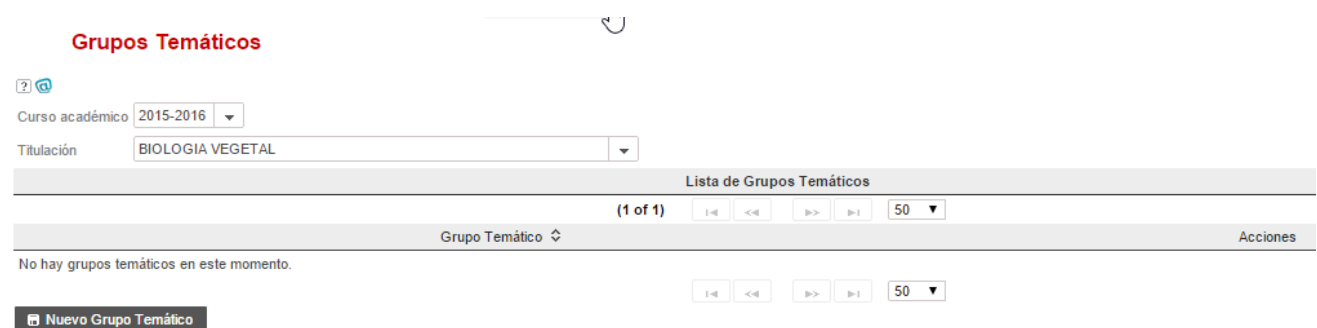 Grupos Temáticos
?
Curso académico 2015-2016
Titulación BIOLOGIA VEGETAL
Lista de Grupos Temáticos
(1 of 1) 50
Grupo Temático Acciones
No hay grupos temáticos en este momento.
50
Nuevo Grupo Temático